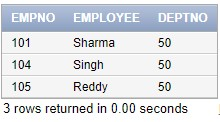 EMPNO EMPLOYEE DEPTNO
101 Sharma 50
104 Singh 50
105 Reddy 50
3 rows returned in 0.00 seconds